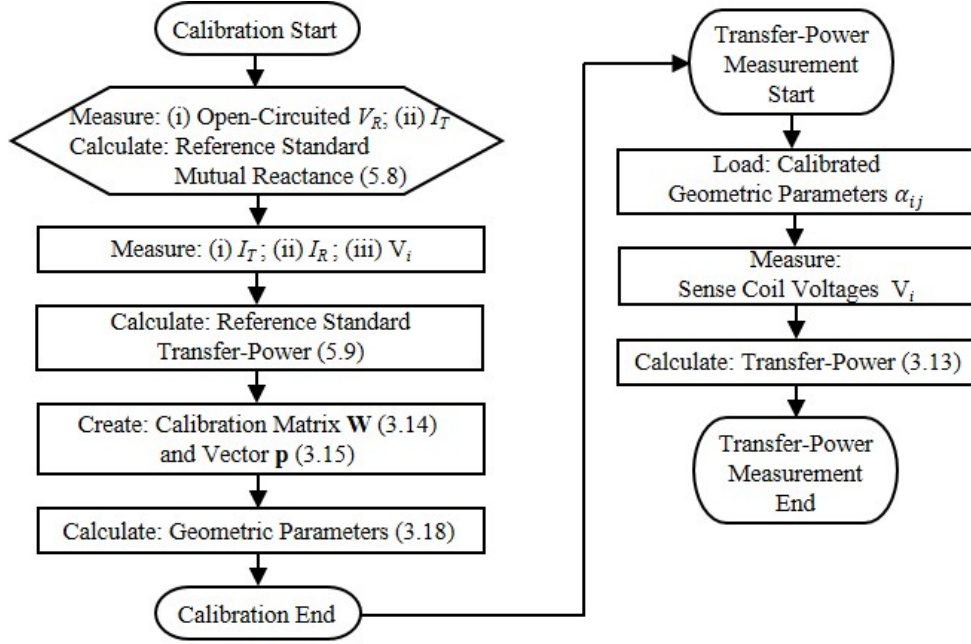 Calibration Start
Measure: (i) Open-Circuited V_R; (ii) I_T
Calculate: Reference Standard
Mutual Reactance (5.8)
Measure: (i) I_T ; (ii) I_R ; (iii) V_i
Calculate: Reference Standard
Transfer-Power (5.9)
Create: Calibration Matrix W (3.14)
and Vector p (3.15)
Calculate: Geometric Parameters (3.18)
Calibration End
Transfer-Power
Measurement
Start
Load: Calibrated
Geometric Parameters α_ij
Measure:
Sense Coil Voltages V_i
Calculate: Transfer-Power (3.13)
Transfer-Power
Measurement
End